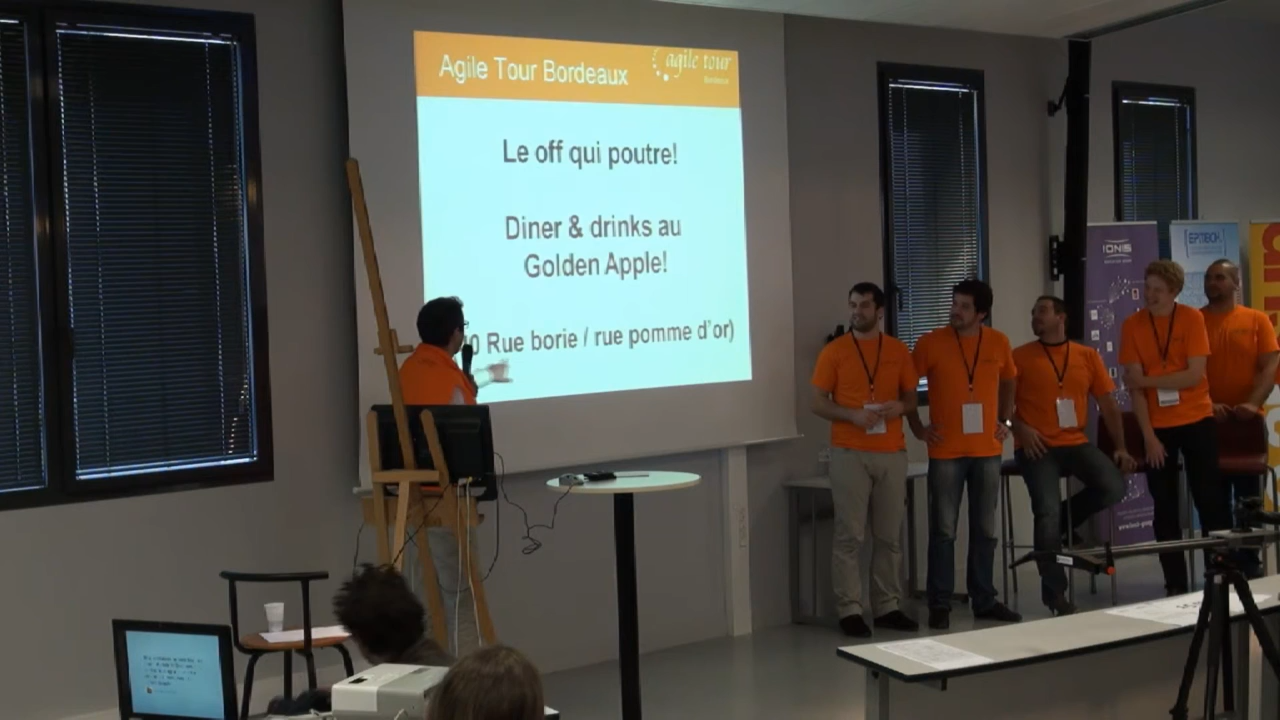 Agile Tour Bordeaux
agile tour
Bordeaux
Le off qui poutre!
Diner & drinks au
Golden Apple!
0 Rue borie / rue pomme d'or)
IONIS
EPITECH.